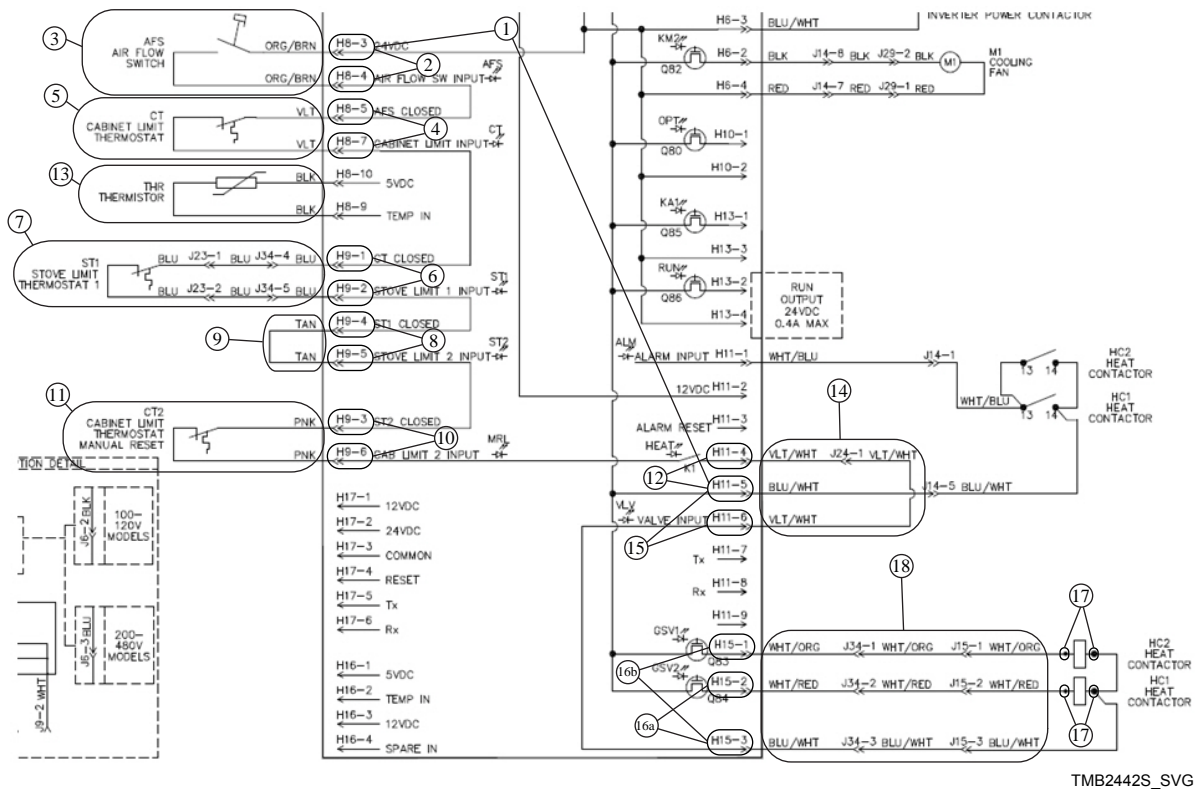 H6-3
BLU/WHT
INVERTER POWER CONTACTOR
3
AFS
AIR FLOW
SWITCH
ORG/BRN
H8-3
24VDC
1
2
ORG/BRN
H8-4
AIR FLOW SW INPUT
AFS
KM2
Q82
H6-2
BLK
J14-8
BLK
J29-2
BLK
M1
M1
COOLING
FAN
H6-4
RED
J14-7
RED
J29-1
RED
5
CT
CABINET LIMIT
THERMOSTAT
VLT
H8-5
AFS CLOSED
4
VLT
H8-7
CABINET LIMIT INPUT
CT
OPT
Q80
H10-1
H10-2
13
THR
THERMISTOR
BLK
H8-10
5VDC
BLK
H8-9
TEMP IN
KA1
Q85
H13-1
H13-3
7
ST1
STOVE LIMIT
THERMOSTAT 1
BLU
J23-1
BLU
J34-4
BLU
H9-1
CT CLOSED
6
BLU
J23-2
BLU
J34-5
BLU
H9-2
STOVE LIMIT 1 INPUT
ST1
RUN
Q86
H13-2
H13-4
RUN
OUTPUT
24VDC
0.4A MAX
9
TAN
H9-4
ST1 CLOSED
8
TAN
H9-5
STOVE LIMIT 2 INPUT
ST2
ALM
ALARM INPUT
H11-1
WHT/BLU
J14-1
13
14
HC2
HEAT
CONTACTOR
12VDC
H11-2
WHT/BLU
13
14
HC1
HEAT
CONTACTOR
11
CT2
CABINET LIMIT
THERMOSTAT
MANUAL RESET
PNK
H9-3
ST2 CLOSED
10
PNK
H9-6
CAB LIMIT 2 INPUT
MRL
ALARM RESET
H11-3
14
HEAT
K1
H11-4
VLT/WHT
J24-1
VLT/WHT
12
H11-5
BLU/WHT
J14-5
BLU/WHT
VLV
VALVE INPUT
H11-6
VLT/WHT
15
Tx
H11-7
Rx
H11-8
H11-9
TION DETAIL
J6-2
BLK
100-
120V
MODELS
J6-3
BLU
200-
480V
MODELS
J9-2
WHT
H17-1
12VDC
H17-2
24VDC
H17-3
COMMON
H17-4
RESET
H17-5
Tx
H17-6
Rx
H16-1
5VDC
H16-2
TEMP IN
H16-3
12VDC
H16-4
SPARE IN
18
17
GSV1
Q83
H15-1
WHT/ORG
J34-1
WHT/ORG
J15-1
WHT/ORG
HC2
HEAT
CONTACTOR
16b
GSV2
Q84
H15-2
WHT/RED
J34-2
WHT/RED
J15-2
WHT/RED
HC1
HEAT
CONTACTOR
16a
17
H15-3
BLU/WHT
J34-3
BLU/WHT
J15-3
BLU/WHT
TMB2442S_SVG